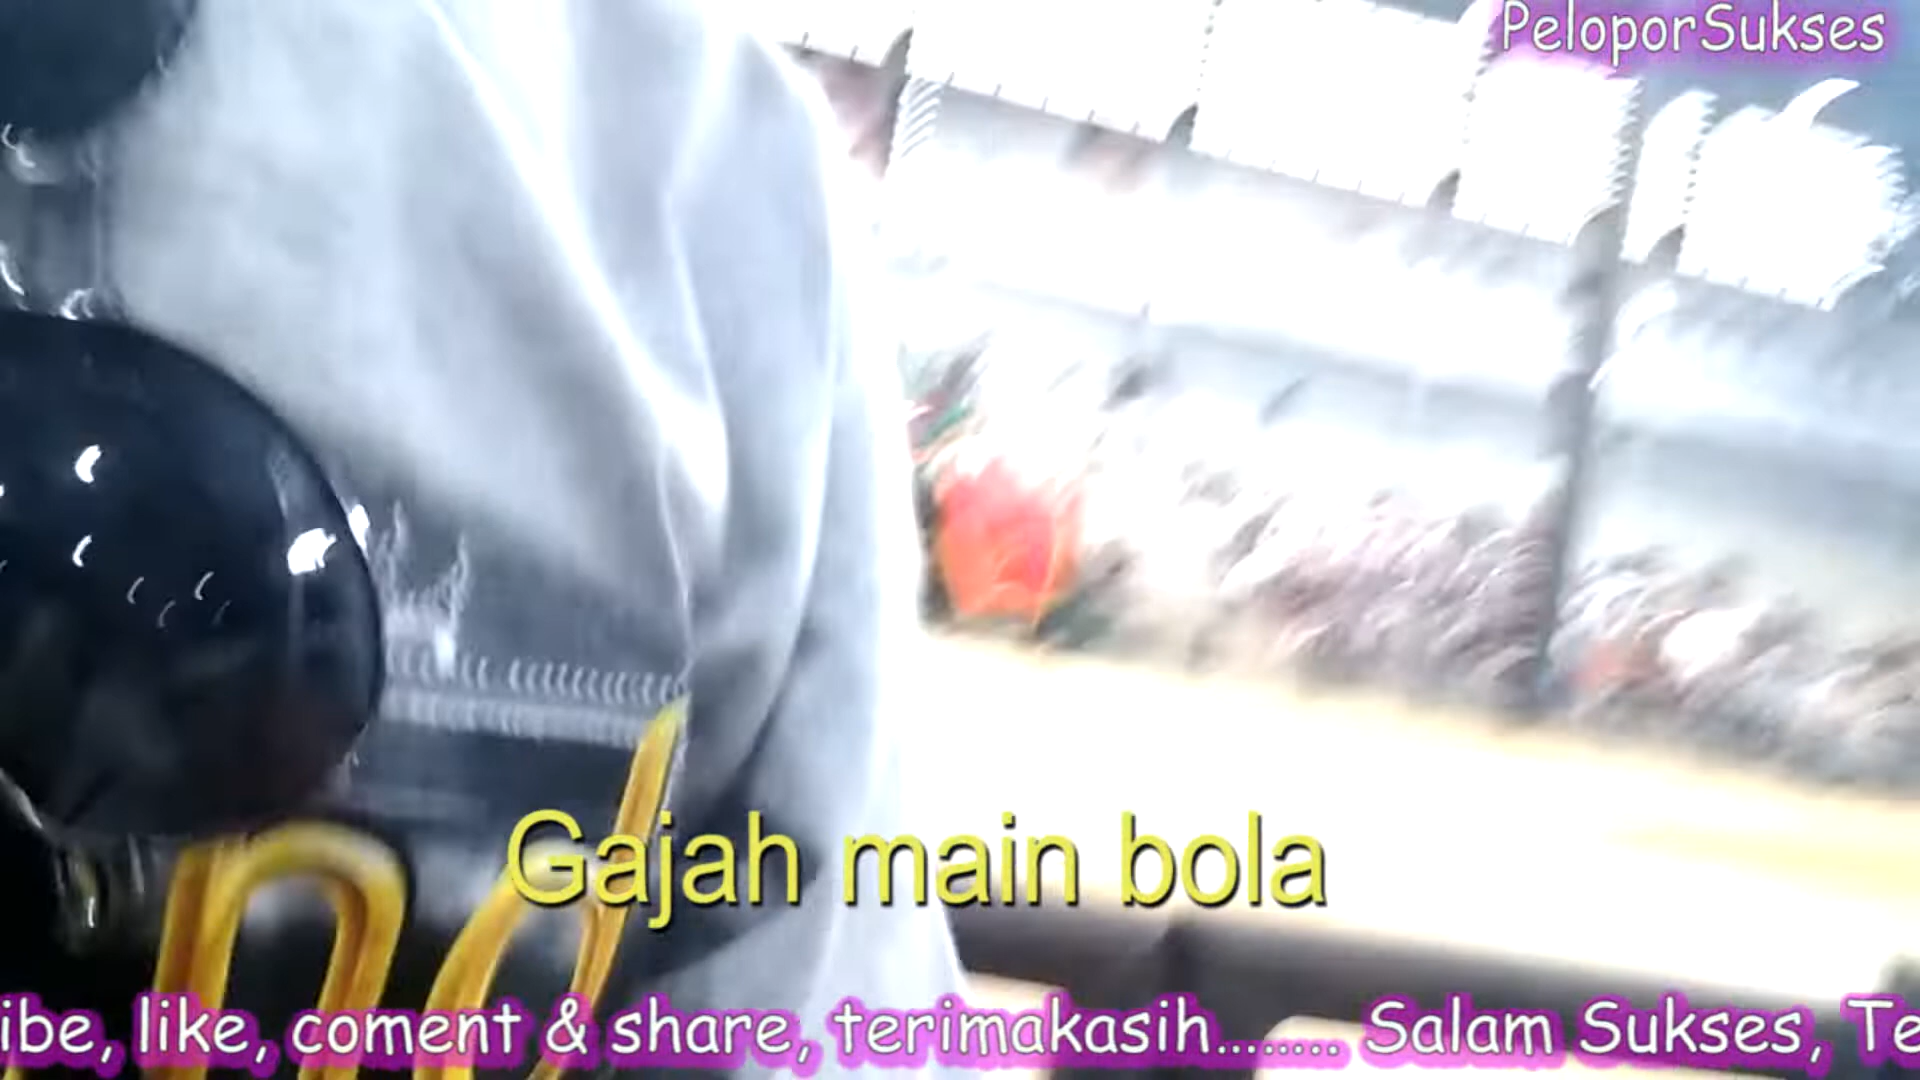 PeloporSukses
Gajah main bola
ibe, like, coment & share, terimakasih........ Salam Sukses, Te